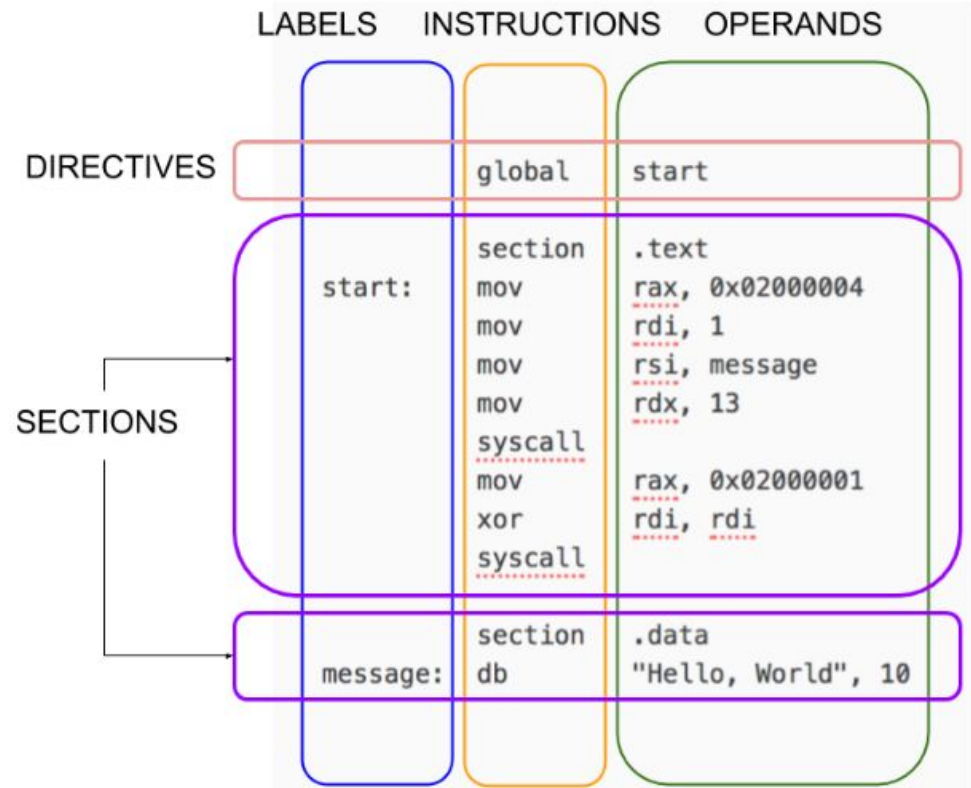 LABELS INSTRUCTIONS OPERANDS
DIRECTIVES
global start
section .text
start: mov rax, 0x02000004
mov rdi, 1
mov rsi, message
mov rdx, 13
SECTIONS
syscall
mov rax, 0x02000001
xor rdi, rdi
syscall
section .data
message: db "Hello, World", 10